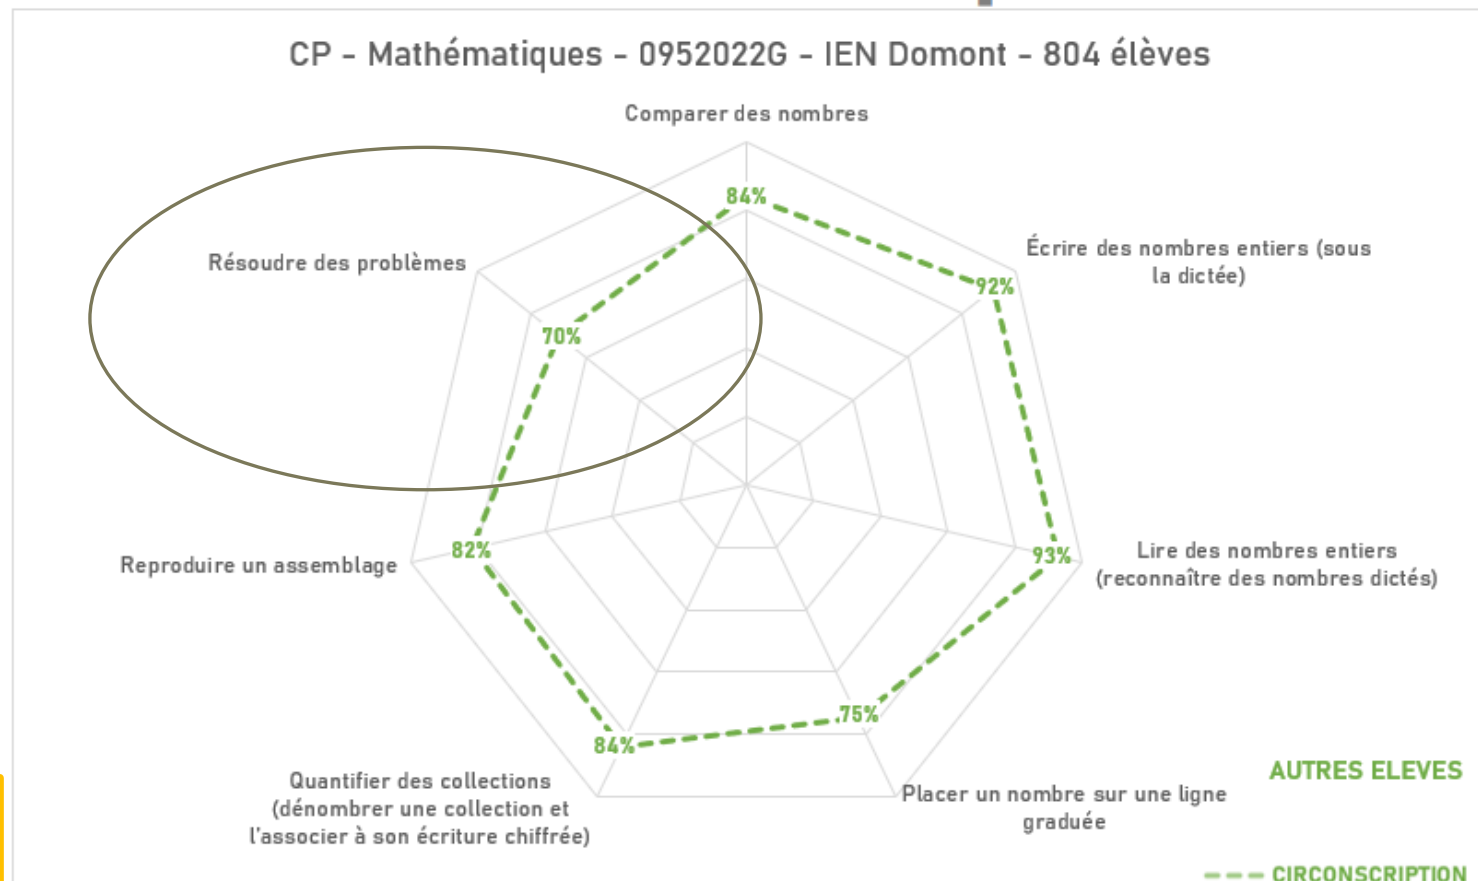 CP - Mathématiques - 0952022G - IEN Domont - 804 élèves
Comparer des nombres
84%
Écrire des nombres entiers (sous
la dictée)
92%
Résoudre des problèmes
70%
Lire des nombres entiers
(reconnaître des nombres dictés)
93%
Reproduire un assemblage
82%
75%
Placer un nombre sur une ligne
graduée
84%
Quantifier des collections
(dénombrer une collection et
l'associer à son écriture chiffrée)
AUTRES ELEVES
CIRCONSCRIPTION